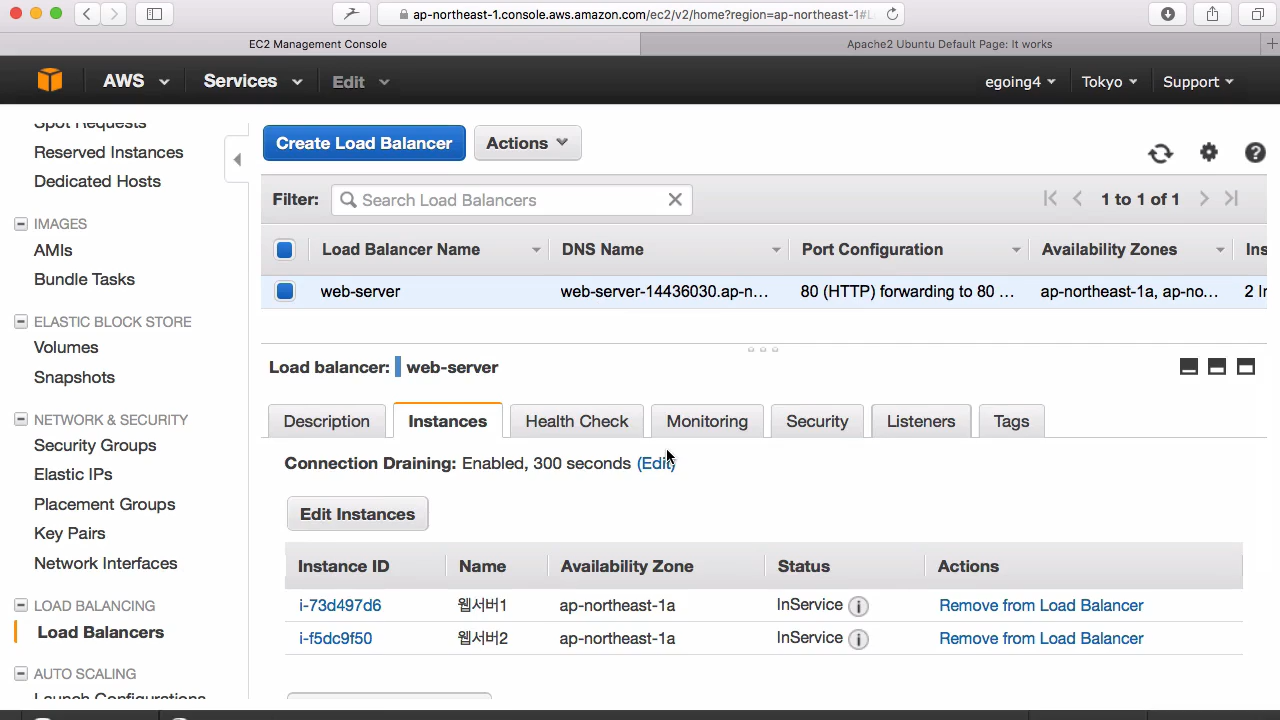 ap-northeast-1.console.aws.amazon.com/ec2/v2/home?region=ap-northeast-1#L
EC2 Management Console
Apache2 Ubuntu Default Page: It works
AWS Services Edit egoing4 Tokyo Support
Spot Requests
Reserved Instances
Dedicated Hosts
IMAGES
AMIs
Bundle Tasks
ELASTIC BLOCK STORE
Volumes
Snapshots
NETWORK & SECURITY
Security Groups
Elastic IPs
Placement Groups
Key Pairs
Network Interfaces
LOAD BALANCING
Load Balancers
AUTO SCALING
Launch Configurations
Create Load Balancer Actions
Filter: Search Load Balancers 1 to 1 of 1
Load Balancer Name DNS Name Port Configuration Availability Zones Ins
web-server web-server-14436030.ap-n... 80 (HTTP) forwarding to 80 ... ap-northeast-1a, ap-no... 2 In
Load balancer: web-server
Description Instances Health Check Monitoring Security Listeners Tags
Connection Draining: Enabled, 300 seconds (Edit)
Edit Instances
Instance ID Name Availability Zone Status Actions
i-73d497d6 웹서버1 ap-northeast-1a InService Remove from Load Balancer
i-f5dc9f50 웹서버2 ap-northeast-1a InService Remove from Load Balancer